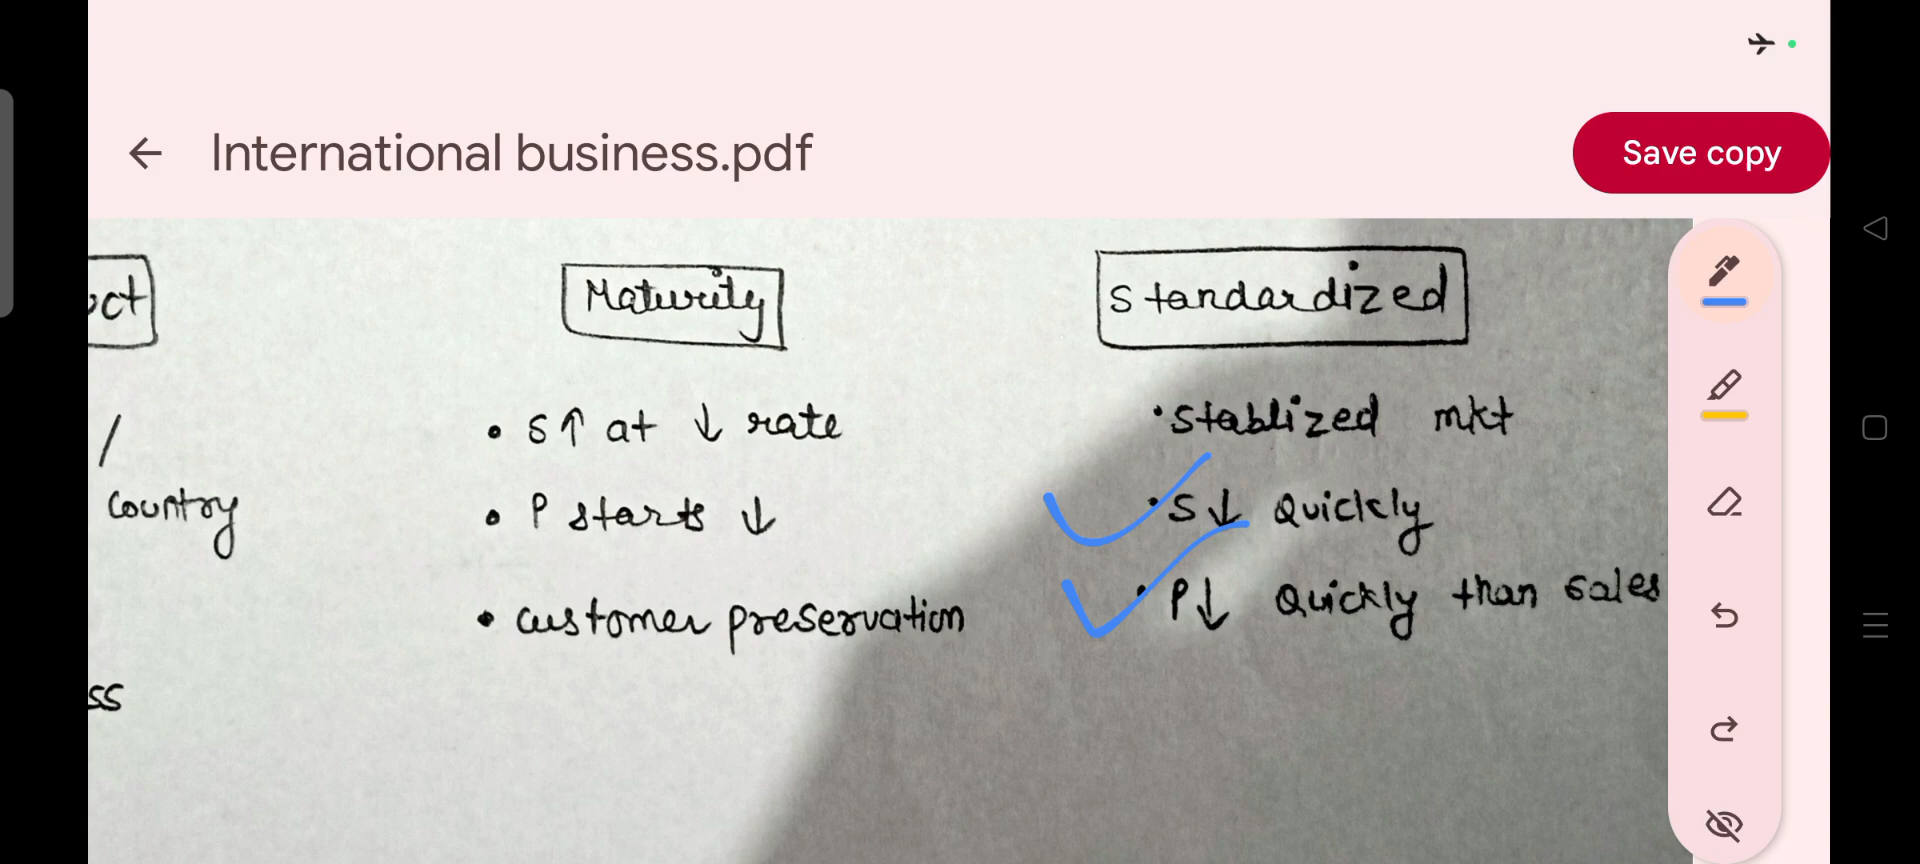 International business.pdf
Save copy
Maturity
Standardized
• S↑ at ↓ rate
• stablized mkt
country
• P starts ↓
• S↓ Quickly
• customer preservation
• P↓ Quickly than sales
ss